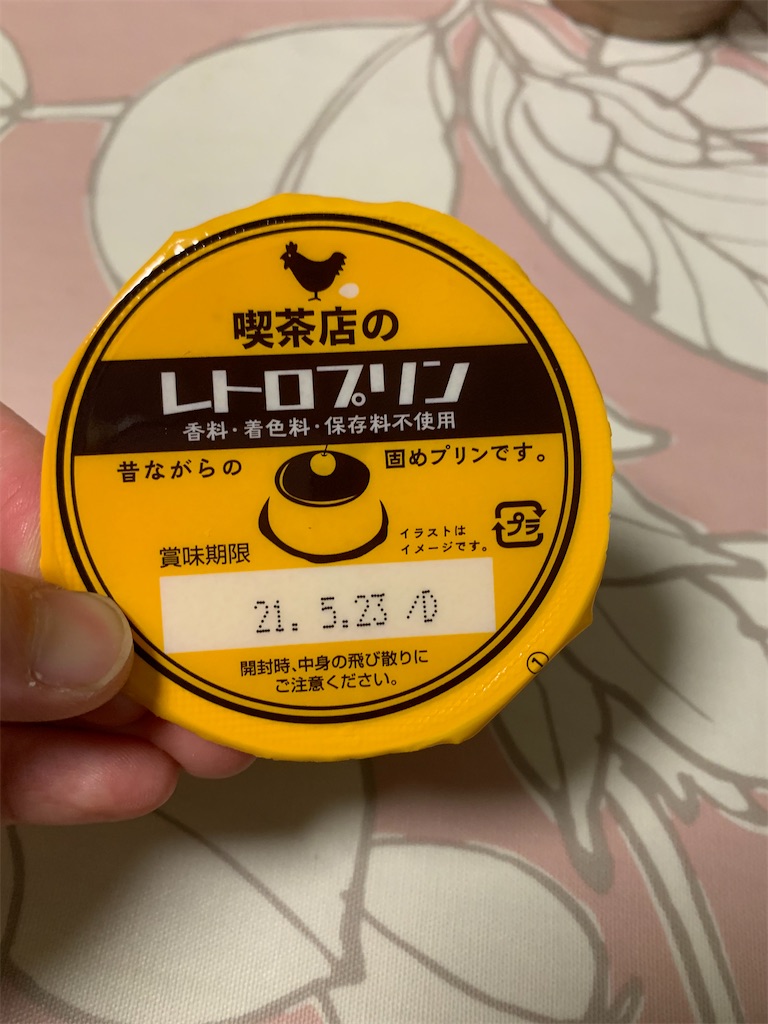 喫茶店の
レトロプリン
香料・着色料・保存料不使用
昔ながらの
固めプリンです。
イラストは
イメージです。
プラ
賞味期限
21. 5.23 /D
開封時、中身の飛び散りに
ご注意ください。
①